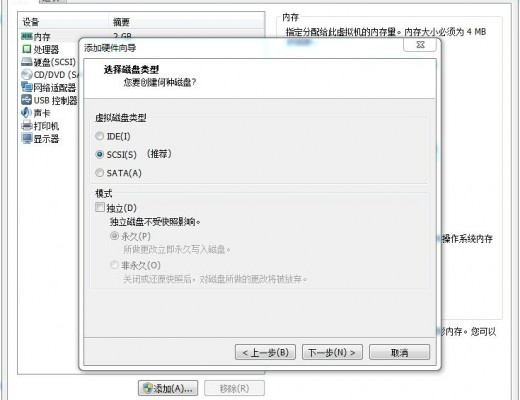 设备
摘要
内存
2 GB
处理器
硬盘(SCSI)
CD/DVD (SA
网络适配器
USB 控制器
声卡
打印机
显示器
内存
指定分配给此虚拟机的内存量。内存大小必须为 4 MB
添加硬件向导
选择磁盘类型
您要创建何种磁盘?
虚拟磁盘类型
IDE(I)
SCSI(S) (推荐)
SATA(A)
模式
独立(D)
独立磁盘不受快照影响。
永久(P)
所做更改立即永久写入磁盘。
非永久(O)
关闭或还原快照后,对磁盘所做的更改将被放弃。
操作系统内存
内存。您可以
< 上一步(B)
下一步(N) >
取消
添加(A)...
移除(R)